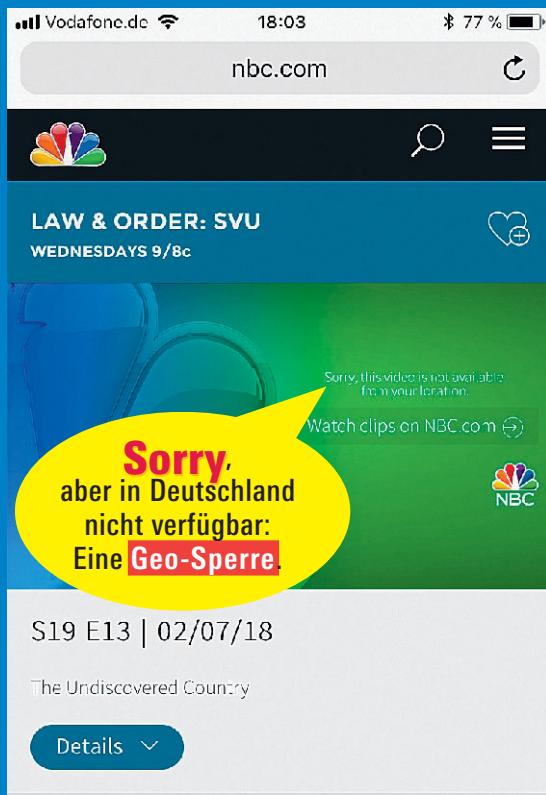 Vodafone.de 18:03 77 %
nbc.com
LAW & ORDER: SVU
WEDNESDAYS 9/8c
Sorry, this video is not available
from your location.
Watch clips on NBC.com
NBC
Sorry,
aber in Deutschland
nicht verfügbar:
Eine Geo-Sperre.
S19 E13 | 02/07/18
The Undiscovered Country
Details